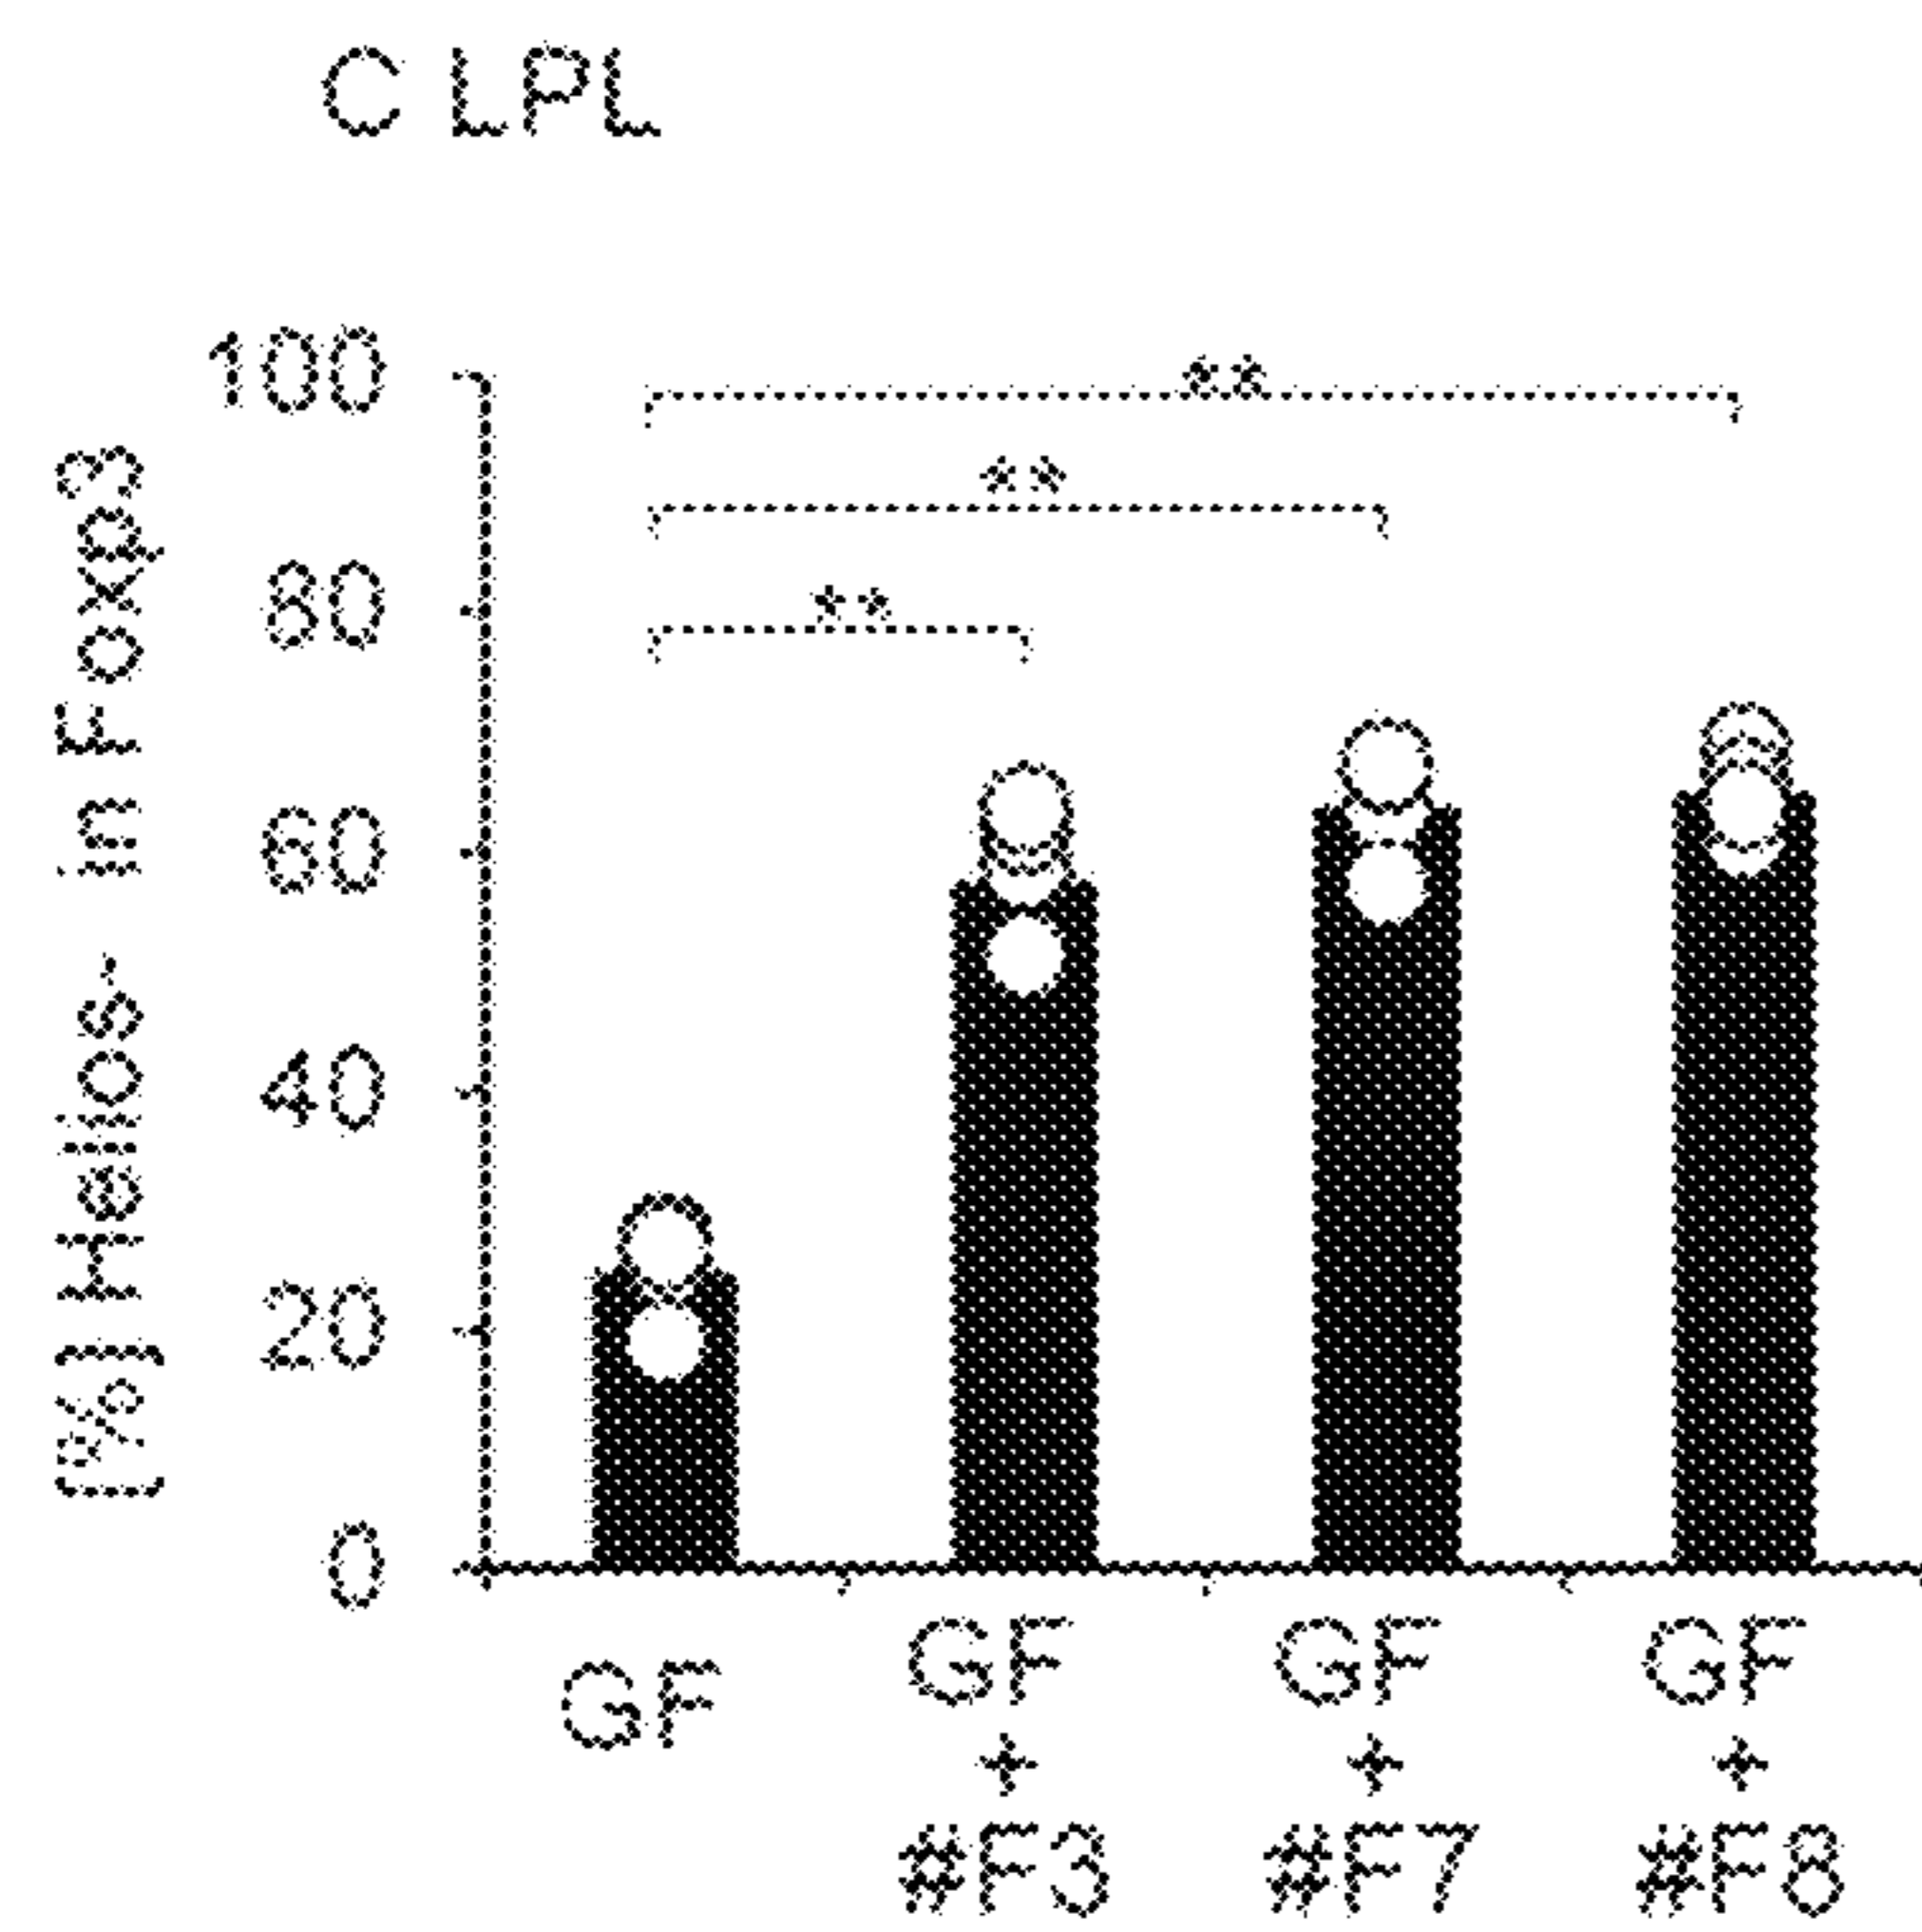 C LPL
[%] Helios- in Foxp3
100
80
60
40
20
0
**
**
**
GF
GF
+
#F3
GF
+
#F7
GF
+
#F8